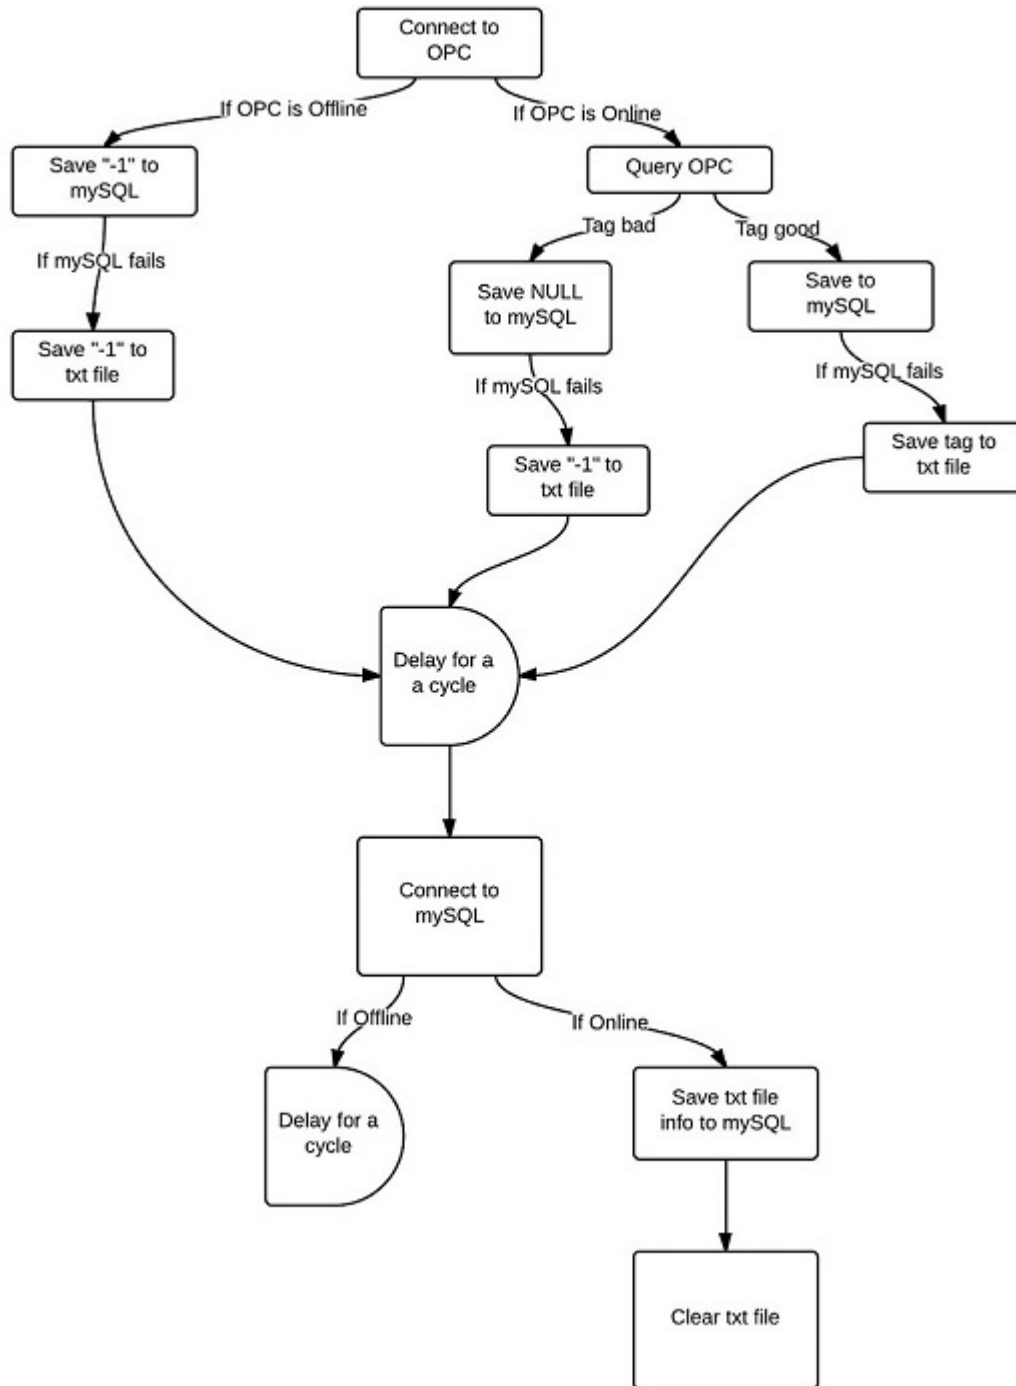 Connect to
OPC
If OPC is Offline
If OPC is Online
Save "-1" to
mySQL
Query OPC
Tag bad
Tag good
If mySQL fails
Save NULL
to mySQL
Save to
mySQL
Save "-1" to
txt file
If mySQL fails
If mySQL fails
Save "-1" to
txt file
Save tag to
txt file
Delay for a
a cycle
Connect to
mySQL
If Offline
If Online
Delay for a
cycle
Save txt file
info to mySQL
Clear txt file